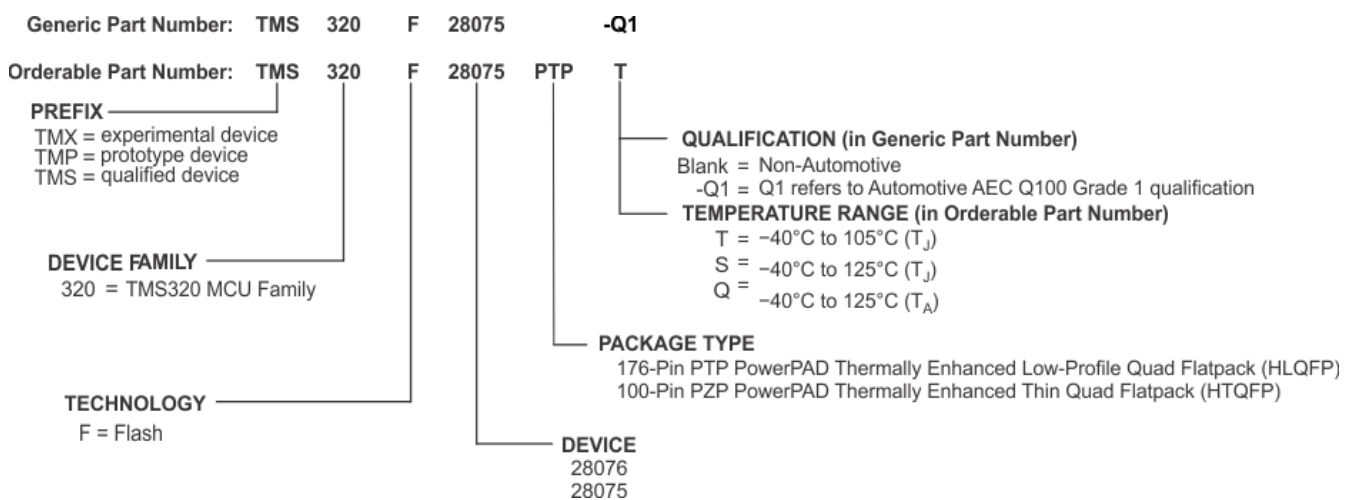 Generic Part Number: TMS 320 F 28075 -Q1
Orderable Part Number: TMS 320 F 28075 PTP T
PREFIX
TMX = experimental device
TMP = prototype device
TMS = qualified device
QUALIFICATION (in Generic Part Number)
Blank = Non-Automotive
-Q1 = Q1 refers to Automotive AEC Q100 Grade 1 qualification
TEMPERATURE RANGE (in Orderable Part Number)
T = −40°C to 105°C (TJ)
S = −40°C to 125°C (TJ)
Q = −40°C to 125°C (TA)
DEVICE FAMILY
320 = TMS320 MCU Family
PACKAGE TYPE
176-Pin PTP PowerPAD Thermally Enhanced Low-Profile Quad Flatpack (HLQFP)
100-Pin PZP PowerPAD Thermally Enhanced Thin Quad Flatpack (HTQFP)
TECHNOLOGY
F = Flash
DEVICE
28076
28075